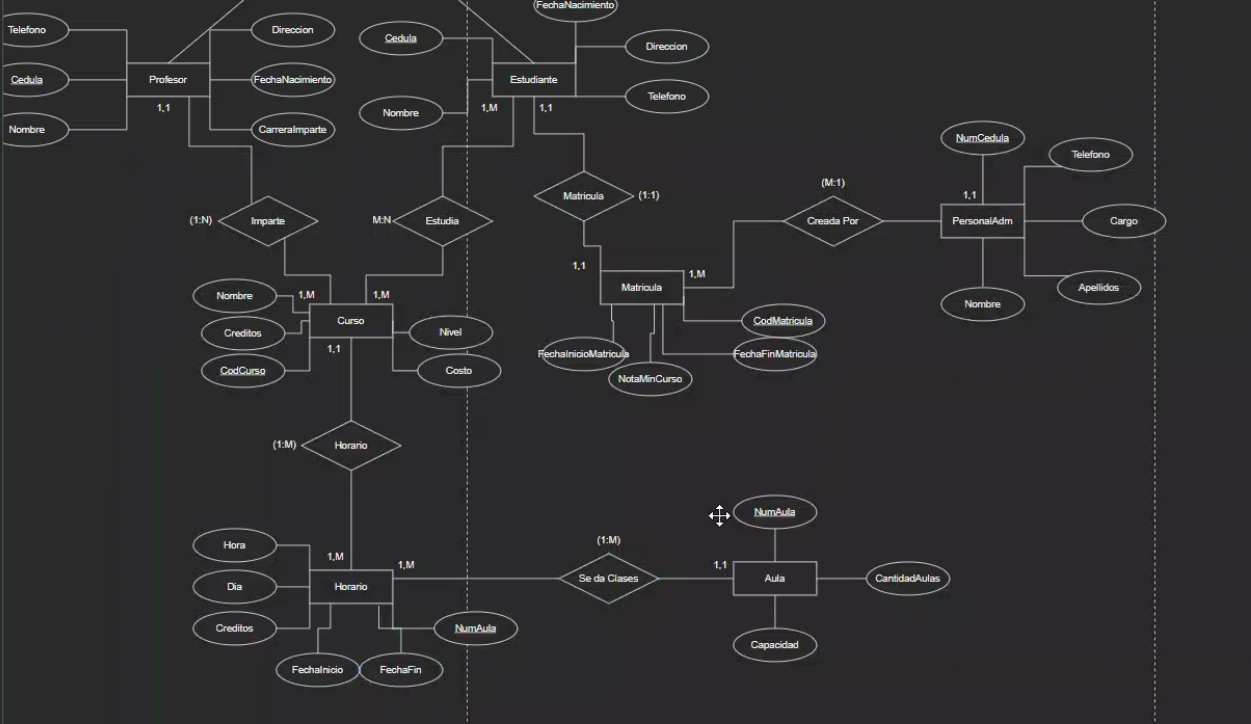 FechaNacimiento
Telefono
Direccion
Cedula
Direccion
Cedula
Profesor
FechaNacimiento
Estudiante
Telefono
1,1
1,M
1,1
Nombre
Nombre
CarreraImparte
NumCedula
Telefono
(M:1)
Matricula
(1:1)
1,1
(1:N)
Imparte
M:N
Estudia
Creada Por
PersonalAdm
Cargo
1,1
1,M
Matricula
Apellidos
Nombre
1,M
1,M
Nombre
Curso
CodMatricula
Creditos
Nivel
1,1
FechaInicioMatricula
FechaFinMatricula
CodCurso
Costo
NotaMinCurso
(1:M)
Horario
NumAula
Hora
(1:M)
1,M
1,M
1,1
Dia
Horario
Se da Clases
Aula
CantidadAulas
Creditos
NumAula
Capacidad
FechaInicio
FechaFin